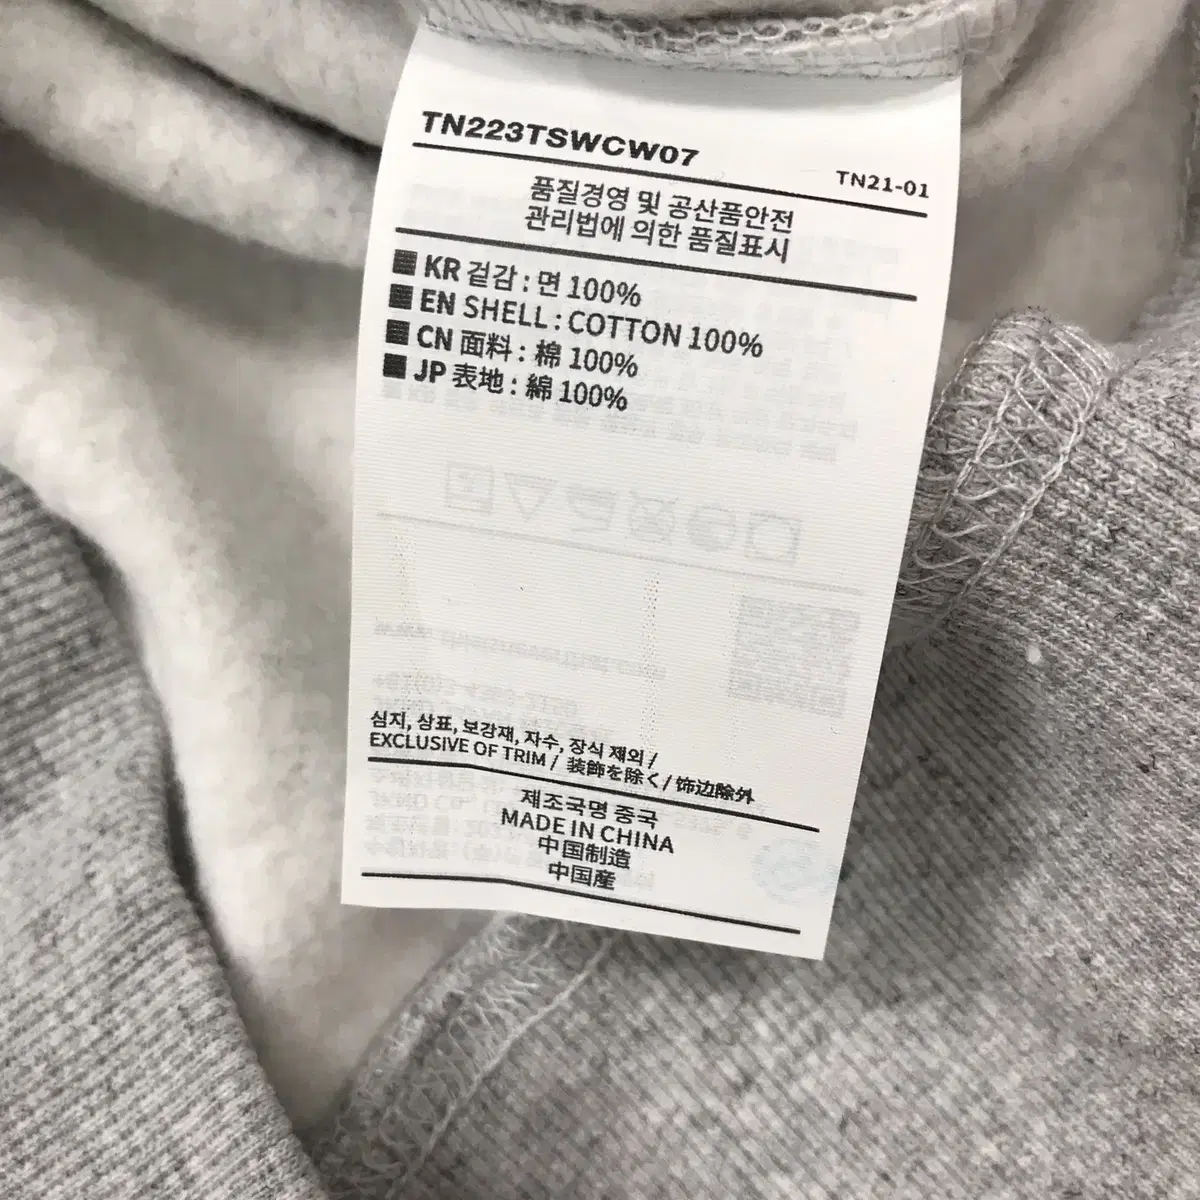 TN223TSWCW07
TN21-01
품질경영 및 공산품안전
관리법에 의한 품질표시
KR 겉감 : 면 100%
EN SHELL : COTTON 100%
CN 面料 : 棉 100%
JP 表地 : 綿 100%
심지, 상표, 보강재, 자수, 장식 제외 /
EXCLUSIVE OF TRIM / 装飾を除く/ 饰边除外
제조국명 중국
MADE IN CHINA
中国制造
中国産